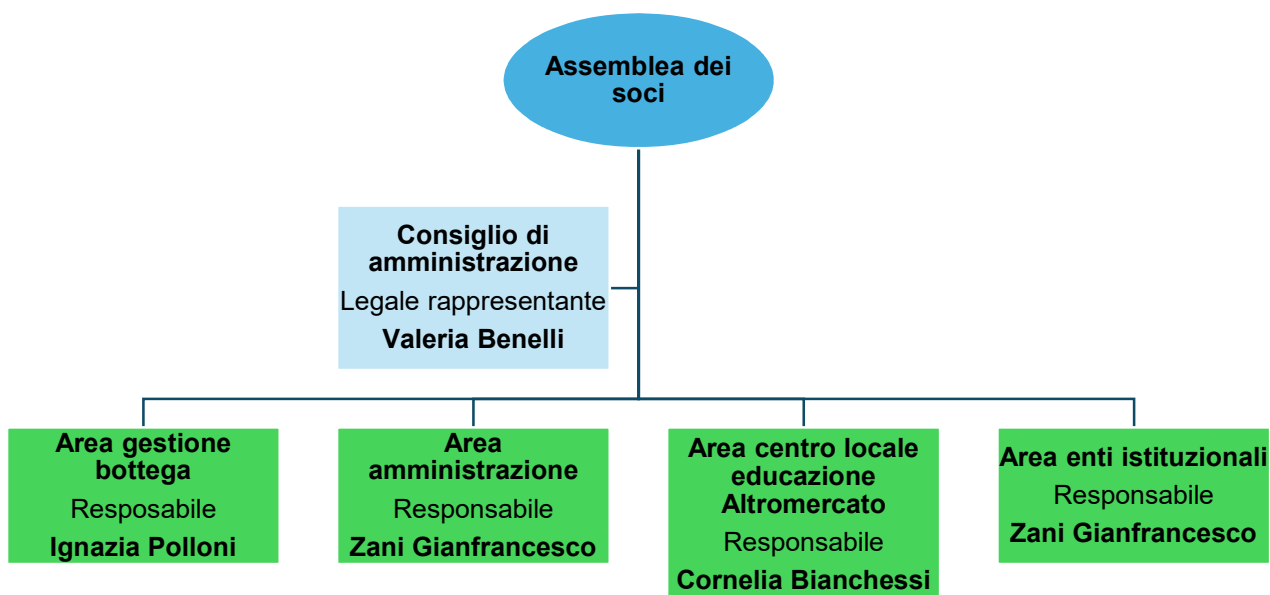 Assemblea dei
soci
Consiglio di
amministrazione
Legale rappresentante
Valeria Benelli
Area gestione
bottega
Resposabile
Ignazia Polloni
Area
amministrazione
Responsabile
Zani Gianfrancesco
Area centro locale
educazione
Altromercato
Responsabile
Cornelia Bianchessi
Area enti istituzionali
Responsabile
Zani Gianfrancesco